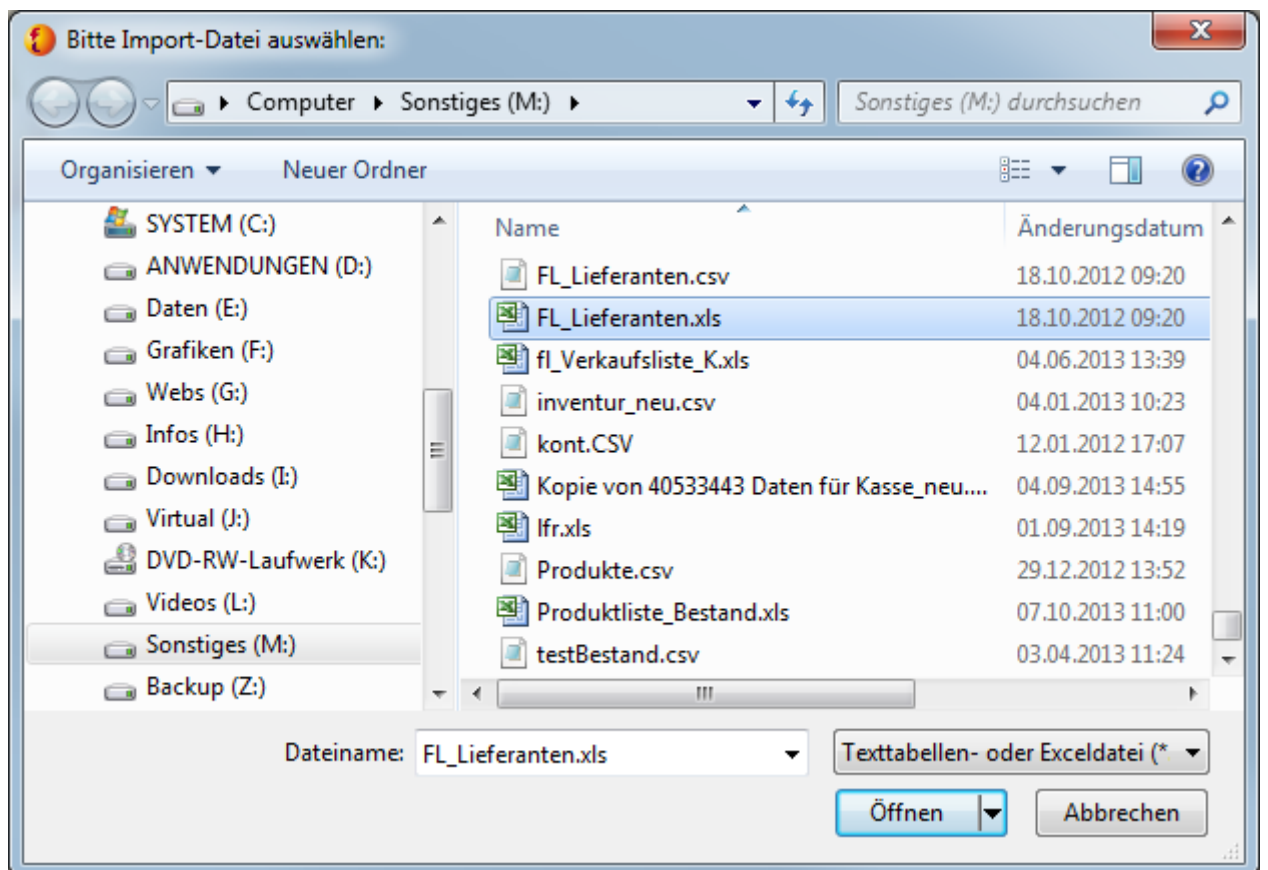 Bitte Import-Datei auswählen:
Computer Sonstiges (M:) Sonstiges (M:) durchsuchen
Organisieren Neuer Ordner
SYSTEM (C:)
ANWENDUNGEN (D:)
Daten (E:)
Grafiken (F:)
Webs (G:)
Infos (H:)
Downloads (I:)
Virtual (J:)
DVD-RW-Laufwerk (K:)
Videos (L:)
Sonstiges (M:)
Backup (Z:)
Name Änderungsdatum
FL_Lieferanten.csv 18.10.2012 09:20
FL_Lieferanten.xls 18.10.2012 09:20
fl_Verkaufsliste_K.xls 04.06.2013 13:39
inventur_neu.csv 04.01.2013 10:23
kont.CSV 12.01.2012 17:07
Kopie von 40533443 Daten für Kasse_neu.... 04.09.2013 14:55
lfr.xls 01.09.2013 14:19
Produkte.csv 29.12.2012 13:52
Produktliste_Bestand.xls 07.10.2013 11:00
testBestand.csv 03.04.2013 11:24
Dateiname: FL_Lieferanten.xls Texttabellen- oder Exceldatei (*
Öffnen Abbrechen